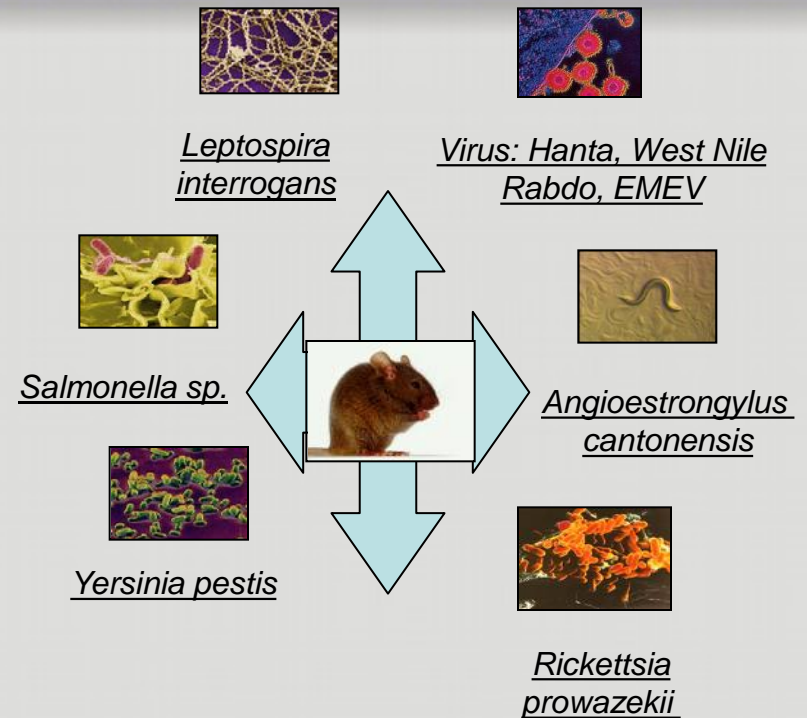 Leptospira
interrogans
Virus: Hanta, West Nile
Rabdo, EMEV
Salmonella sp.
Angioestrongylus
cantonensis
Yersinia pestis
Rickettsia
prowazekii